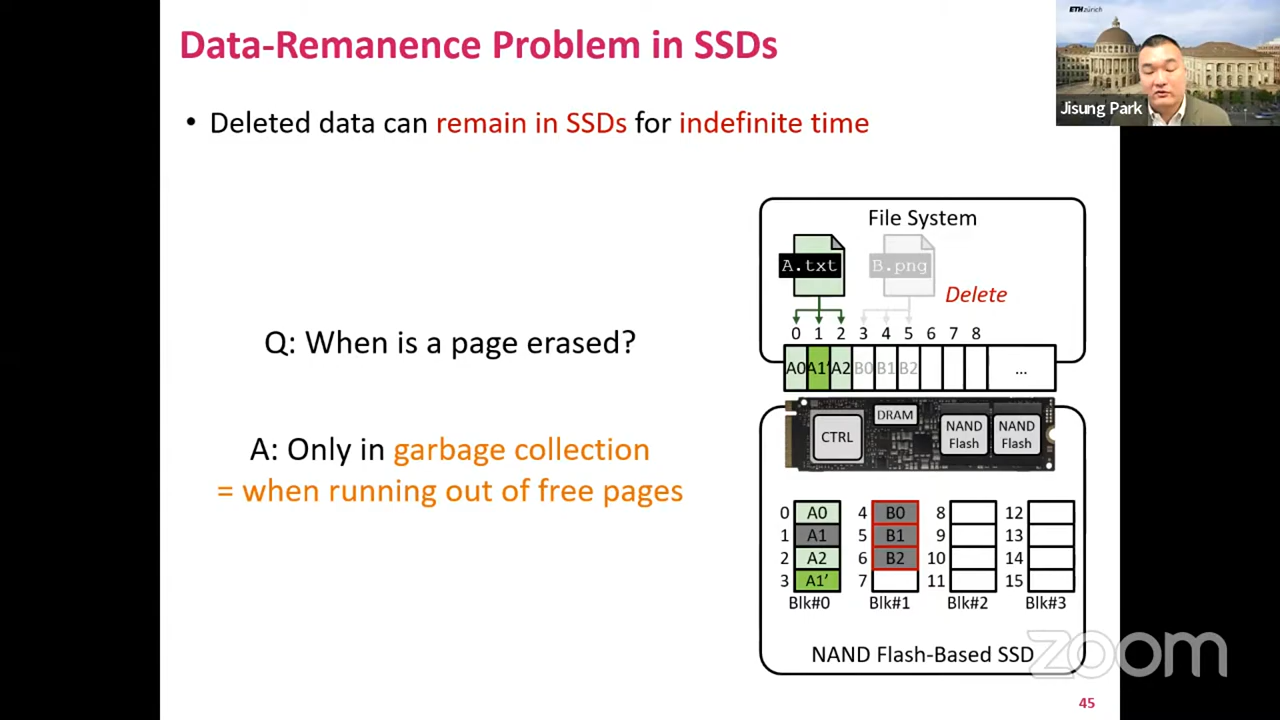 Data-Remanence Problem in SSDs
ETH zürich
Jisung Park
• Deleted data can remain in SSDs for indefinite time
Q: When is a page erased?
A: Only in garbage collection
= when running out of free pages
File System
A.txt B.png
Delete
0 1 2 3 4 5 6 7 8
A0 A1' A2 B0 B1 B2 ...
CTRL
DRAM
NAND Flash
NAND Flash
0 A0 4 B0 8 12
1 A1 5 B1 9 13
2 A2 6 B2 10 14
3 A1' 7 11 15
Blk#0 Blk#1 Blk#2 Blk#3
NAND Flash-Based SSD
zoom
45